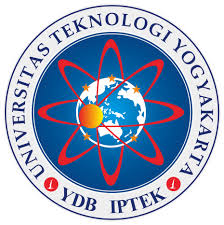 UNIVERSITAS TEKNOLOGI YOGYAKARTA
i YDB IPTEK i